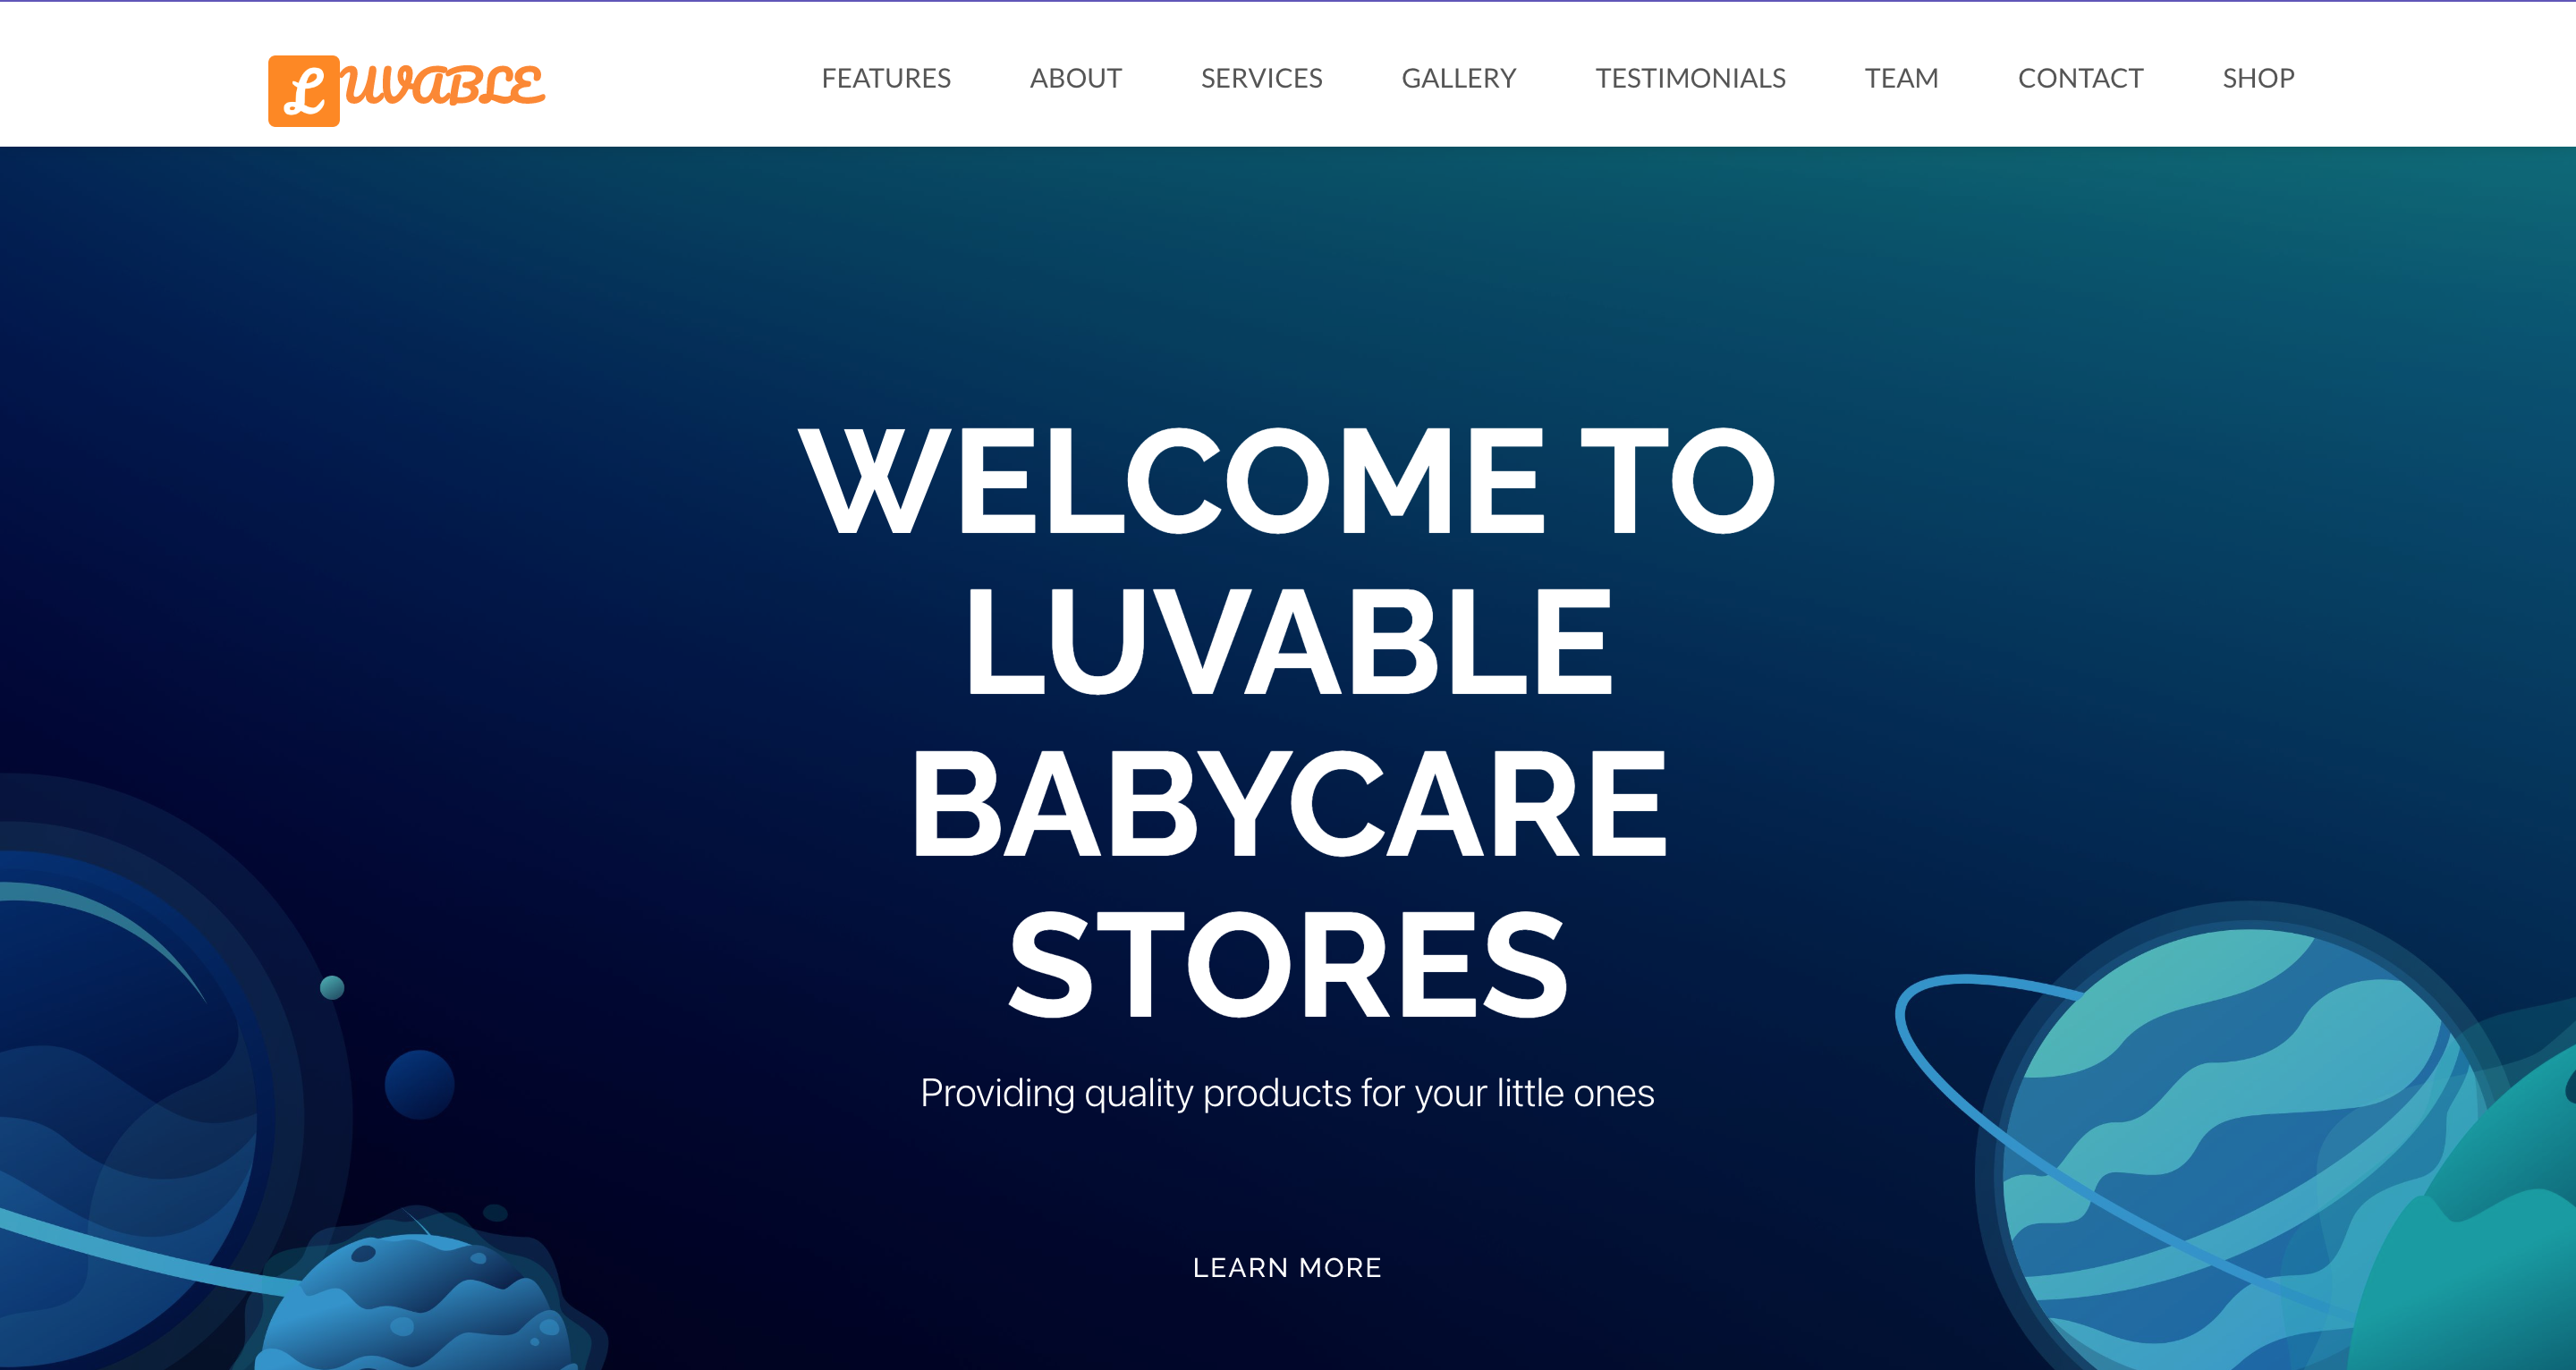 LUVABLE
FEATURES ABOUT SERVICES GALLERY TESTIMONIALS TEAM CONTACT SHOP
WELCOME TO
LUVABLE
BABYCARE
STORES
Providing quality products for your little ones
LEARN MORE